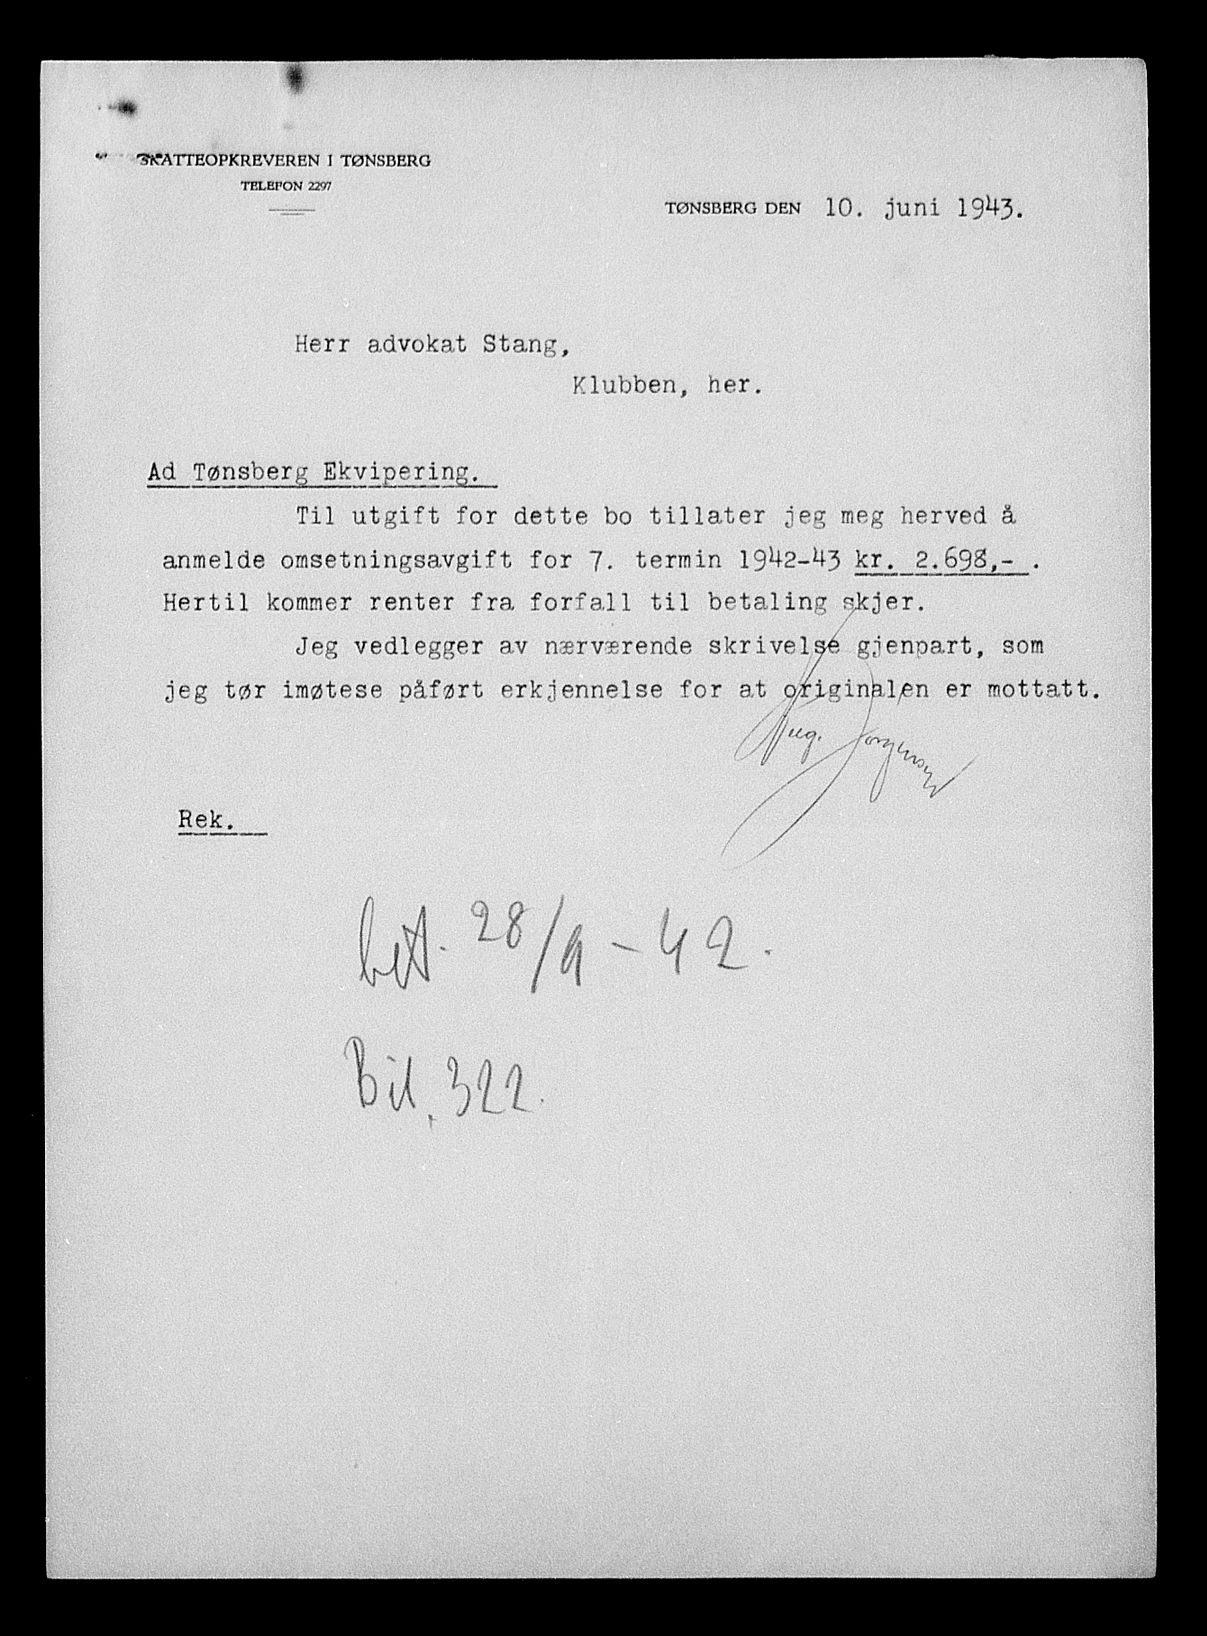 SKATTEOPKREVEREN I TØNSBERG
TELEFON 2297
TØNSBERG DEN 10. juni 1943.
Herr advokat Stang,
Klubben, her.
Ad Tønsberg Ekvipering.
Til utgift for dette bo tillater jeg meg herved å
anmelde omsetningsavgift for 7. termin 1942-43 kr. 2.698,- .
Hertil kommer renter fra forfall til betaling skjer.
Jeg vedlegger av nærværende skrivelse gjenpart, som
jeg tør imøtese påført erkjennelse for at originalen er mottatt.
Aug. Jørgensen
Rek.
bet. 28/9-42.
Bil. 322.